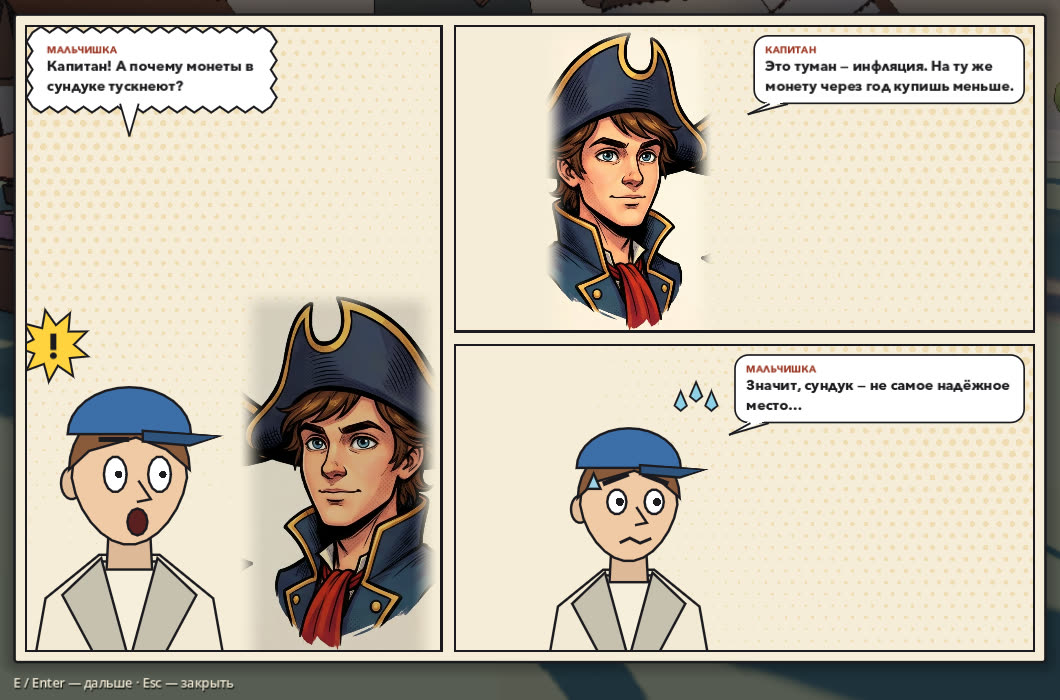 МАЛЬЧИШКА
Капитан! А почему монеты в
сундуке тускнеют?
!
КАПИТАН
Это туман – инфляция. На ту же
монету через год купишь меньше.
МАЛЬЧИШКА
Значит, сундук – не самое надёжное
место...
E / Enter — дальше · Esc — закрыть